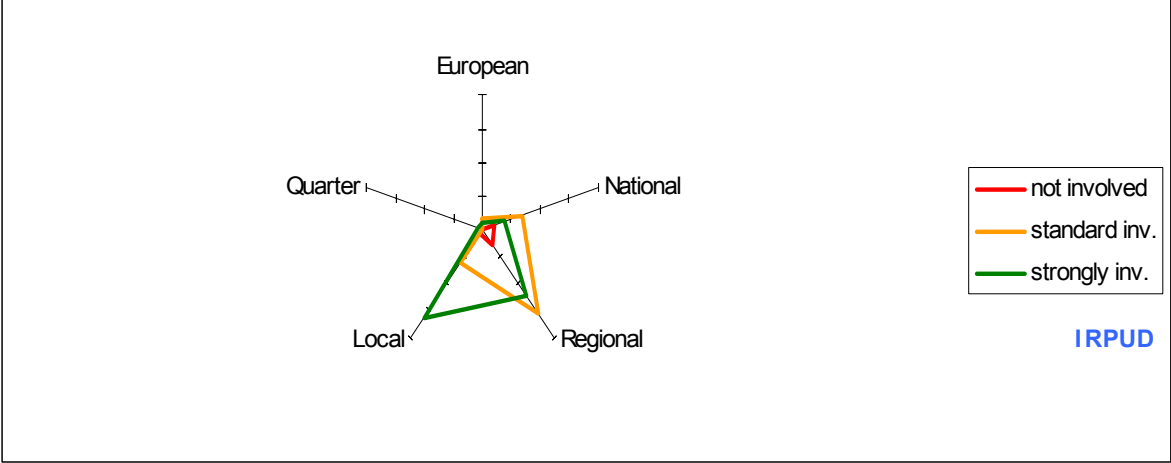 European
Quarter
National
Local
Regional
not involved
standard inv.
strongly inv.
IRPUD